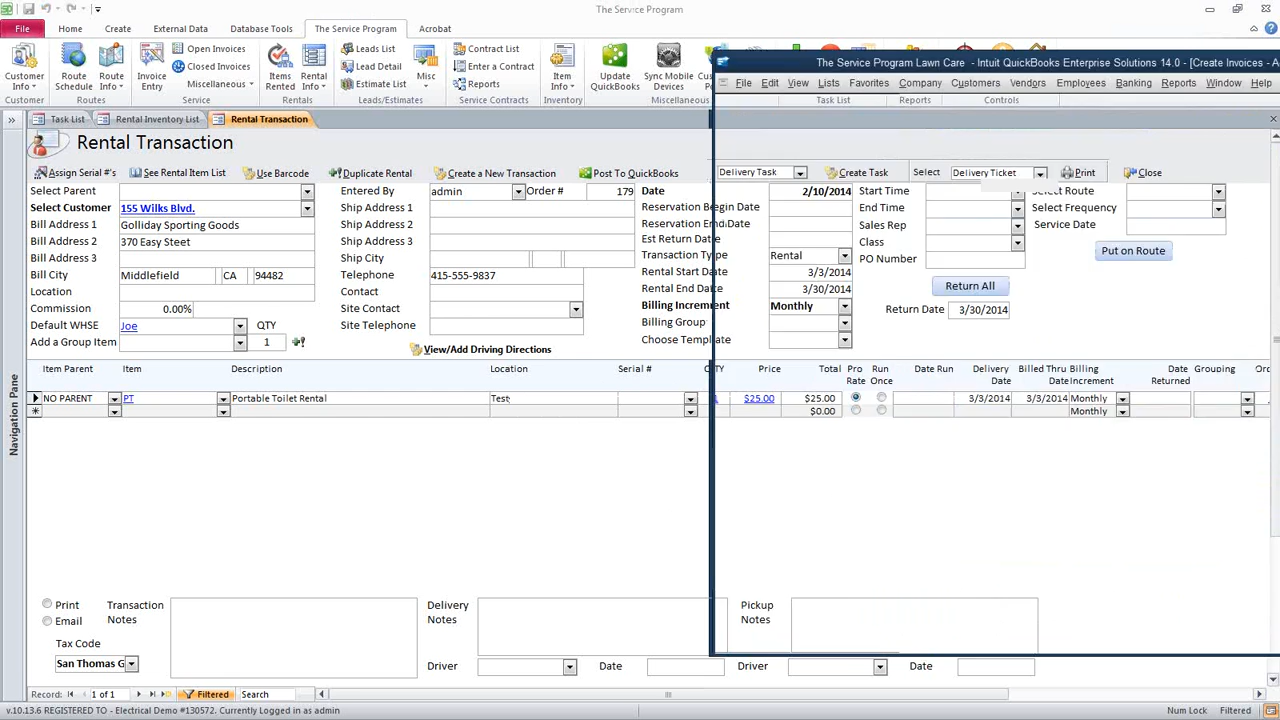 The Service Program
File Home Create External Data Database Tools The Service Program Acrobat
Customer Info Route Schedule Route Info Invoice Entry Open Invoices Closed Invoices Miscellaneous Items Rented Rental Info Leads List Lead Detail Estimate List Misc Contract List Enter a Contract Reports Item Info Update QuickBooks Sync Mobile Devices
Customer Routes Service Rentals Leads/Estimates Service Contracts Inventory Miscellaneous Task List Reports Controls
The Service Program Lawn Care - Intuit QuickBooks Enterprise Solutions 14.0 - [Create Invoices - A
File Edit View Lists Favorites Company Customers Vendors Employees Banking Reports Window Help
Task List Rental Inventory List Rental Transaction
Rental Transaction
Assign Serial #'s See Rental Item List Use Barcode Duplicate Rental Create a New Transaction Post To QuickBooks Delivery Task Create Task Select Delivery Ticket Print Close
Select Parent Entered By admin Order # 179 Date 2/10/2014 Start Time Select Route
Select Customer 155 Wilks Blvd. Ship Address 1 Reservation Begin Date End Time Select Frequency
Bill Address 1 Golliday Sporting Goods Ship Address 2 Reservation End Date Sales Rep Service Date
Bill Address 2 370 Easy Steet Ship Address 3 Est Return Date Class
Bill Address 3 Ship City Transaction Type Rental PO Number Put on Route
Bill City Middlefield CA 94482 Telephone 415-555-9837 Rental Start Date 3/3/2014
Location Contact Rental End Date 3/30/2014 Return All
Commission 0.00% Site Contact Billing Increment Monthly Return Date 3/30/2014
Default WHSE Joe QTY Site Telephone Billing Group
Add a Group Item 1 View/Add Driving Directions Choose Template
Item Parent Item Description Location Serial # QTY Price Total Pro Rate Run Once Date Run Delivery Date Billed Thru Date Billing Increment Date Returned Grouping
NO PARENT PT Portable Toilet Rental Test 1 $25.00 $25.00 3/3/2014 3/3/2014 Monthly
$0.00 Monthly
Print Email Transaction Notes Delivery Notes Pickup Notes
Tax Code
San Thomas G Driver Date Driver Date
Record: 1 of 1 Filtered Search
v.10.13.6 REGISTERED TO - Electrical Demo #130572. Currently Logged in as admin Num Lock Filtered
Navigation Pane